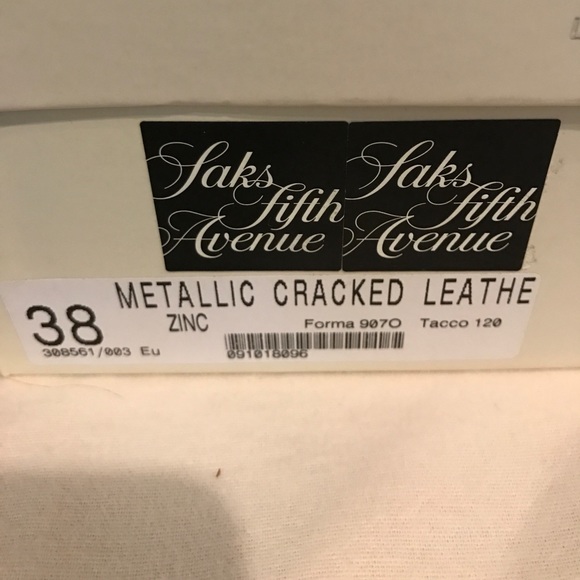 Saks
fifth
Avenue
Saks
fifth
Avenue
METALLIC CRACKED LEATHE
38 ZINC Forma 907O Tacco 120
308561/003 Eu 091018096